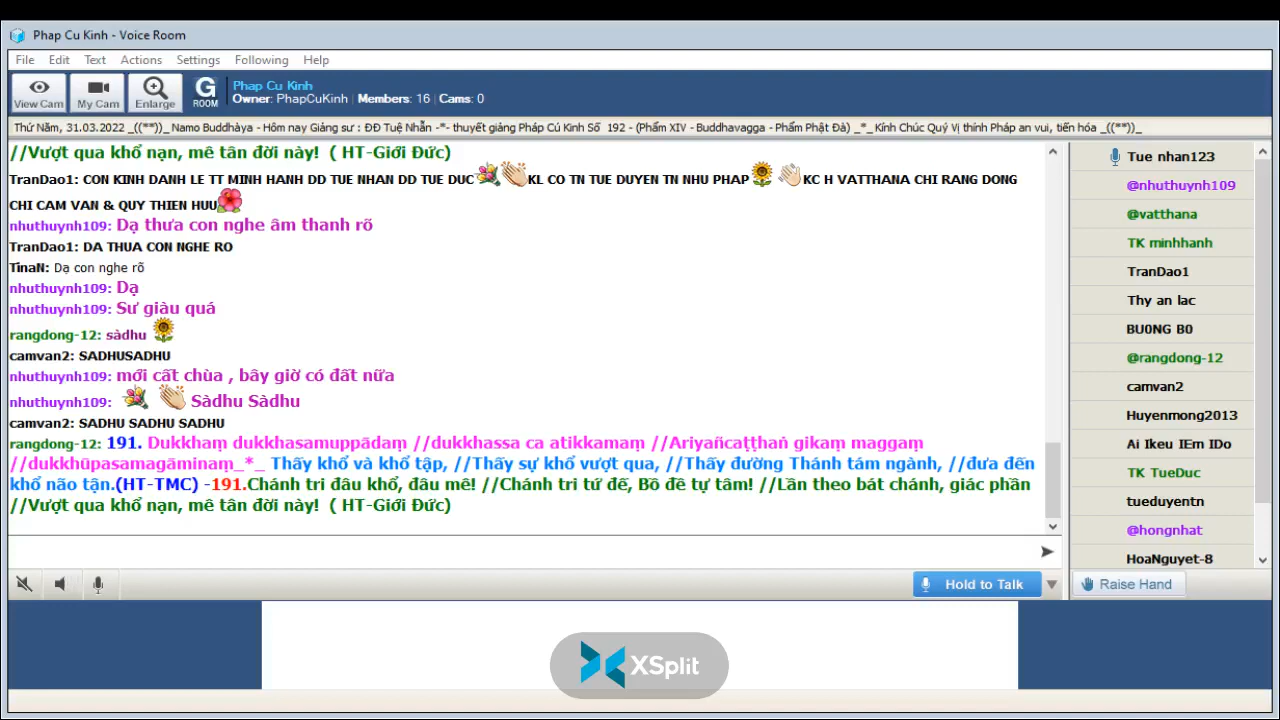 Phap Cu Kinh - Voice Room
File Edit Text Actions Settings Following Help
View Cam
My Cam
Enlarge
G ROOM
Phap Cu Kinh
Owner: PhapCuKinh | Members: 16 | Cams: 0
Thứ Năm, 31.03.2022 _((**))_ Namo Buddhàya - Hôm nay Giảng sư : ĐĐ Tuệ Nhẫn -*- thuyết giảng Pháp Cú Kinh Số 192 - (Phẩm XIV - Buddhavagga - Phẩm Phật Đà) _*_ Kính Chúc Quý Vị thính Pháp an vui, tiến hóa _((**))_
//Vượt qua khổ nạn, mê tân đời này! ( HT-Giới Đức)
TranDao1: CON KINH DANH LE TT MINH HANH DD TUE NHAN DD TUE DUC KL CO TN TUE DUYEN TN NHU PHAP KC H VATTHANA CHI RANG DONG
CHI CAM VAN & QUY THIEN HUU
nhuthuynh109: Dạ thưa con nghe âm thanh rõ
TranDao1: DA THUA CON NGHE RO
TinaN: Dạ con nghe rõ
nhuthuynh109: Dạ
nhuthuynh109: Sư giàu quá
rangdong-12: sàdhu
camvan2: SADHUSADHU
nhuthuynh109: mới cất chùa , bây giờ có đất nữa
nhuthuynh109: Sàdhu Sàdhu
camvan2: SADHU SADHU SADHU
rangdong-12: 191. Dukkhaṃ dukkhasamuppādaṃ //dukkhassa ca atikkamaṃ //Ariyañcaṭṭhaṅ gikaṃ maggaṃ
//dukkhūpasamagāminaṃ_*_ Thấy khổ và khổ tập, //Thấy sự khổ vượt qua, //Thấy đường Thánh tám ngành, //đưa đến
khổ não tận.(HT-TMC) -191.Chánh tri đâu khổ, đâu mê! //Chánh tri tứ đế, Bồ đề tự tâm! //Lần theo bát chánh, giác phần
//Vượt qua khổ nạn, mê tân đời này! ( HT-Giới Đức)
Tue nhan123
@nhuthuynh109
@vatthana
TK minhhanh
TranDao1
Thy an lac
BU0NG B0
@rangdong-12
camvan2
Huyenmong2013
Ai lkeu lEm lDo
TK TueDuc
tueduyentn
@hongnhat
HoaNguyet-8
Hold to Talk
Raise Hand
XSplit